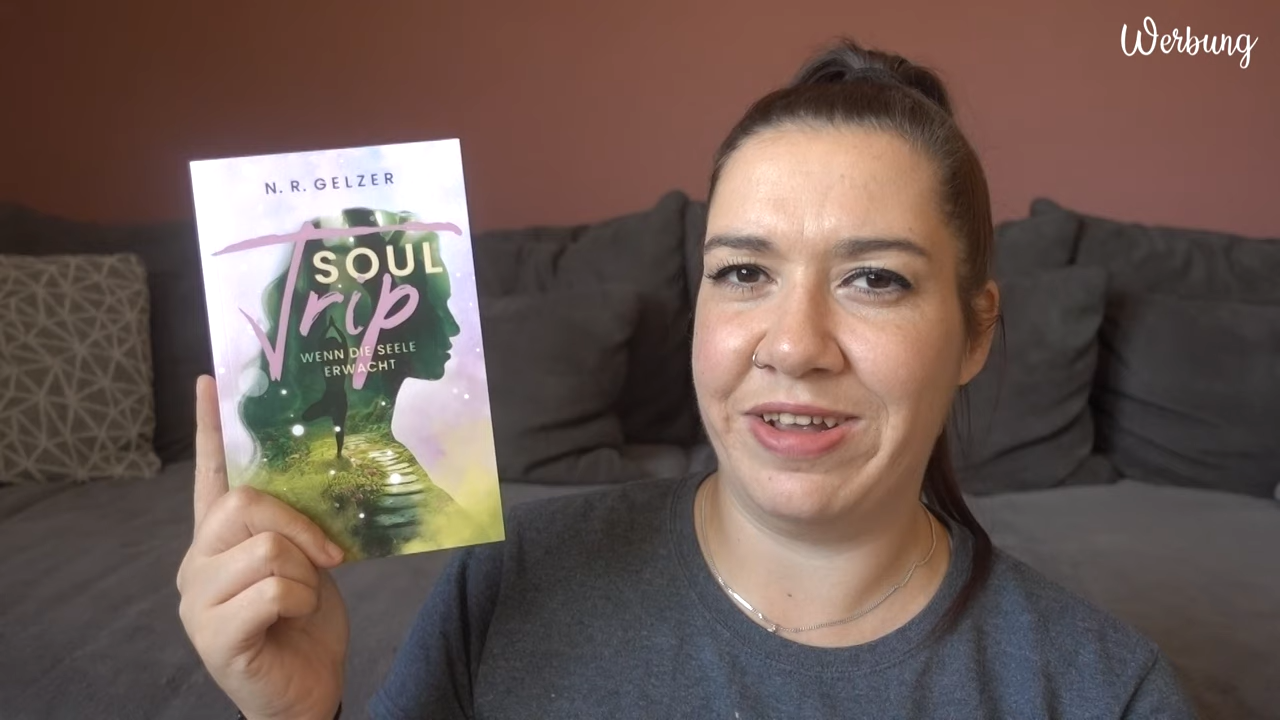 Werbung
N. R. GELZER
SOUL
Trip
WENN DIE SEELE
ERWACHT